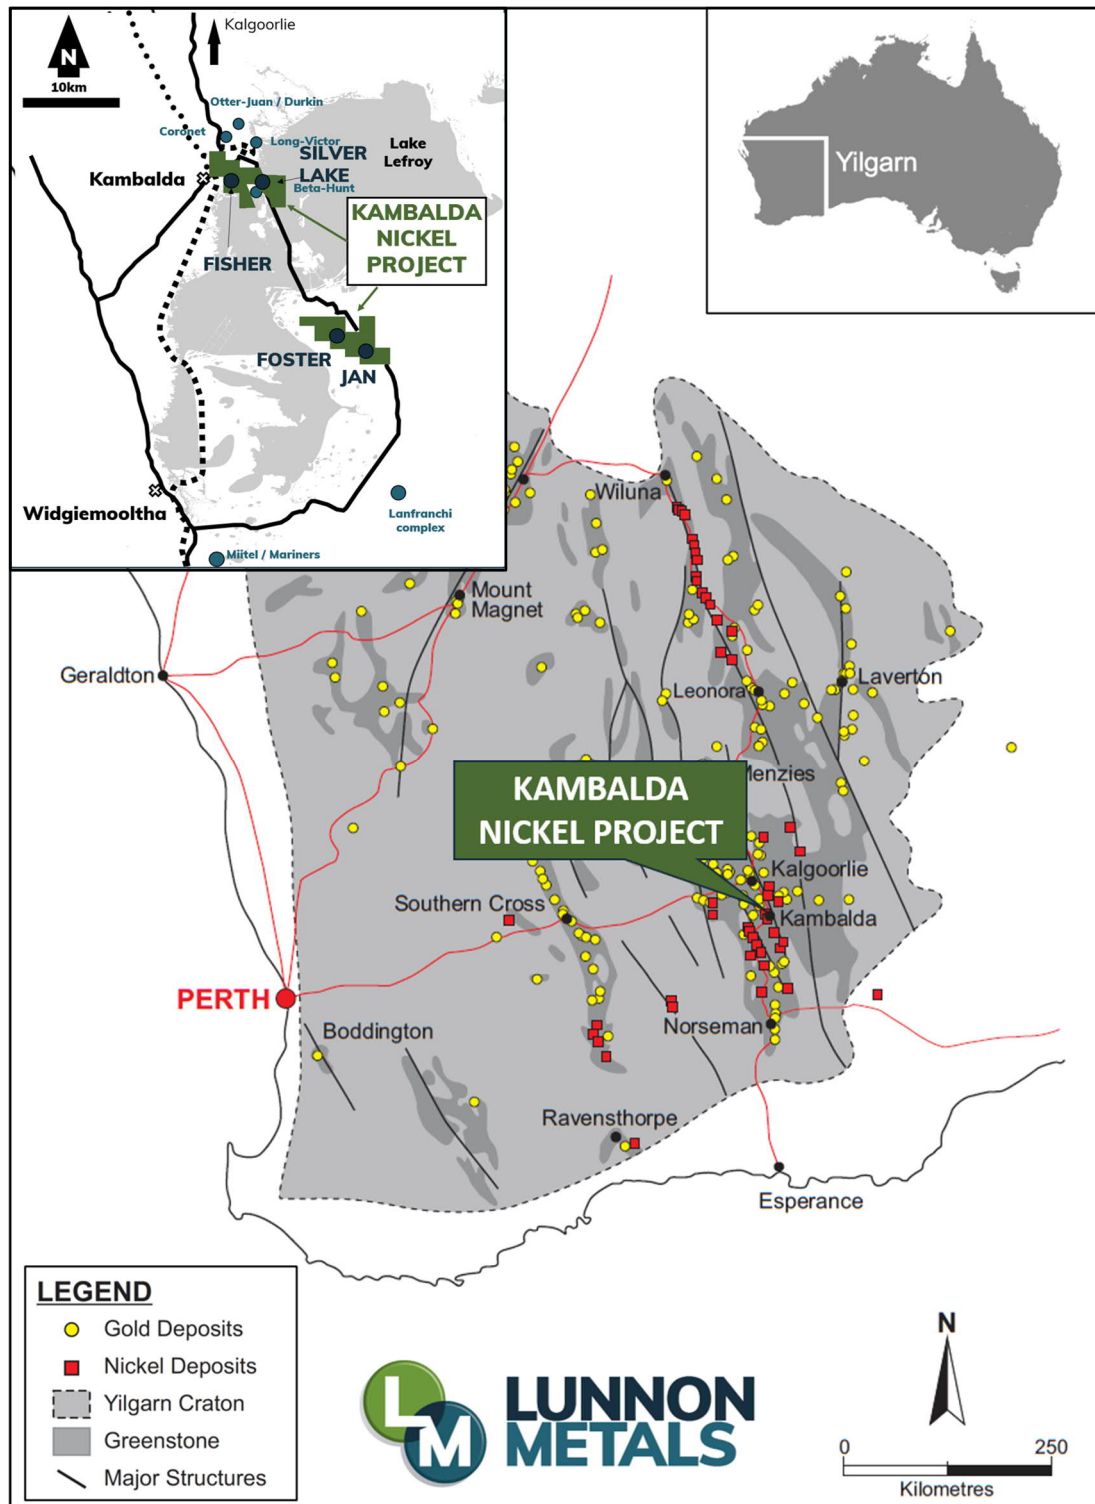 Kalgoorlie
N
10km
Otter-Juan / Durkin
Coronet
Long-Victor
Lake
Lefroy
SILVER
LAKE
Kambalda
Beta-Hunt
KAMBALDA
NICKEL
PROJECT
FISHER
FOSTER
JAN
Widgiemooltha
Lanfranchi
complex
Miitel / Mariners
Yilgarn
Wiluna
Mount
Magnet
Geraldton
Leonora
Laverton
Menzies
KAMBALDA
NICKEL PROJECT
Kalgoorlie
Southern Cross
Kambalda
PERTH
Norseman
Boddington
Ravensthorpe
Esperance
LEGEND
Gold Deposits
Nickel Deposits
Yilgarn Craton
Greenstone
Major Structures
LM
LUNNON
METALS
N
0 250
Kilometres